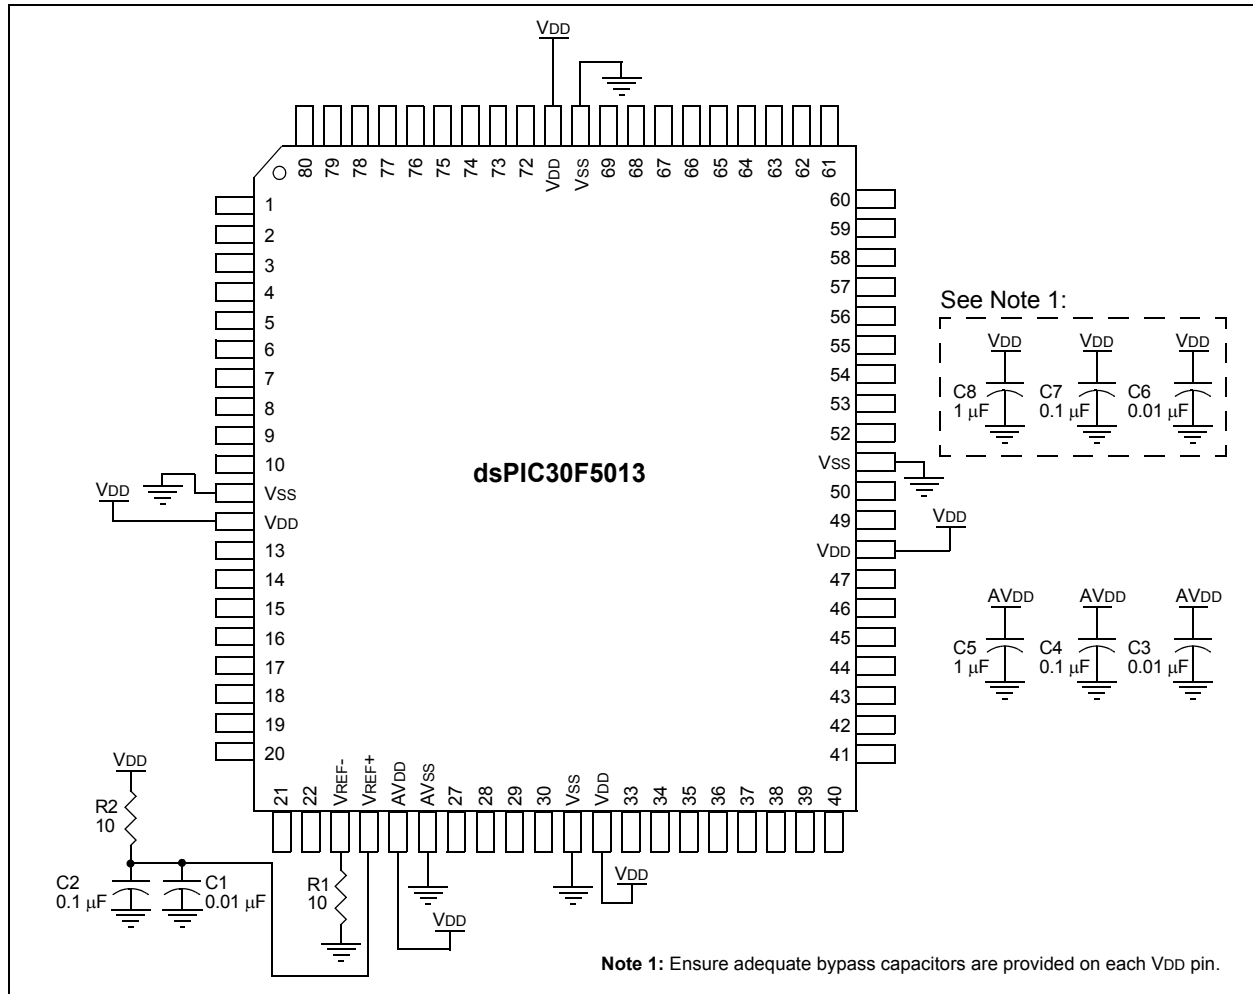 VDD
80 79 78 77 76 75 74 73 72 VDD VSS 69 68 67 66 65 64 63 62 61
1
2
3
4
5
6
7
8
9
10
VSS
VDD
13
14
15
16
17
18
19
20
VDD
dsPIC30F5013
60
59
58
57
56
55
54
53
52
VSS
50
49
VDD
47
46
45
44
43
42
41
VDD
21 22 VREF- VREF+ AVDD AVSS 27 28 29 30 VSS VDD 33 34 35 36 37 38 39 40
See Note 1:
VDD VDD VDD
C8 C7 C6
1 µF 0.1 µF 0.01 µF
AVDD AVDD AVDD
C5 C4 C3
1 µF 0.1 µF 0.01 µF
VDD
R2
10
C2 C1
0.1 µF 0.01 µF
R1
10
VDD
VDD
Note 1: Ensure adequate bypass capacitors are provided on each VDD pin.